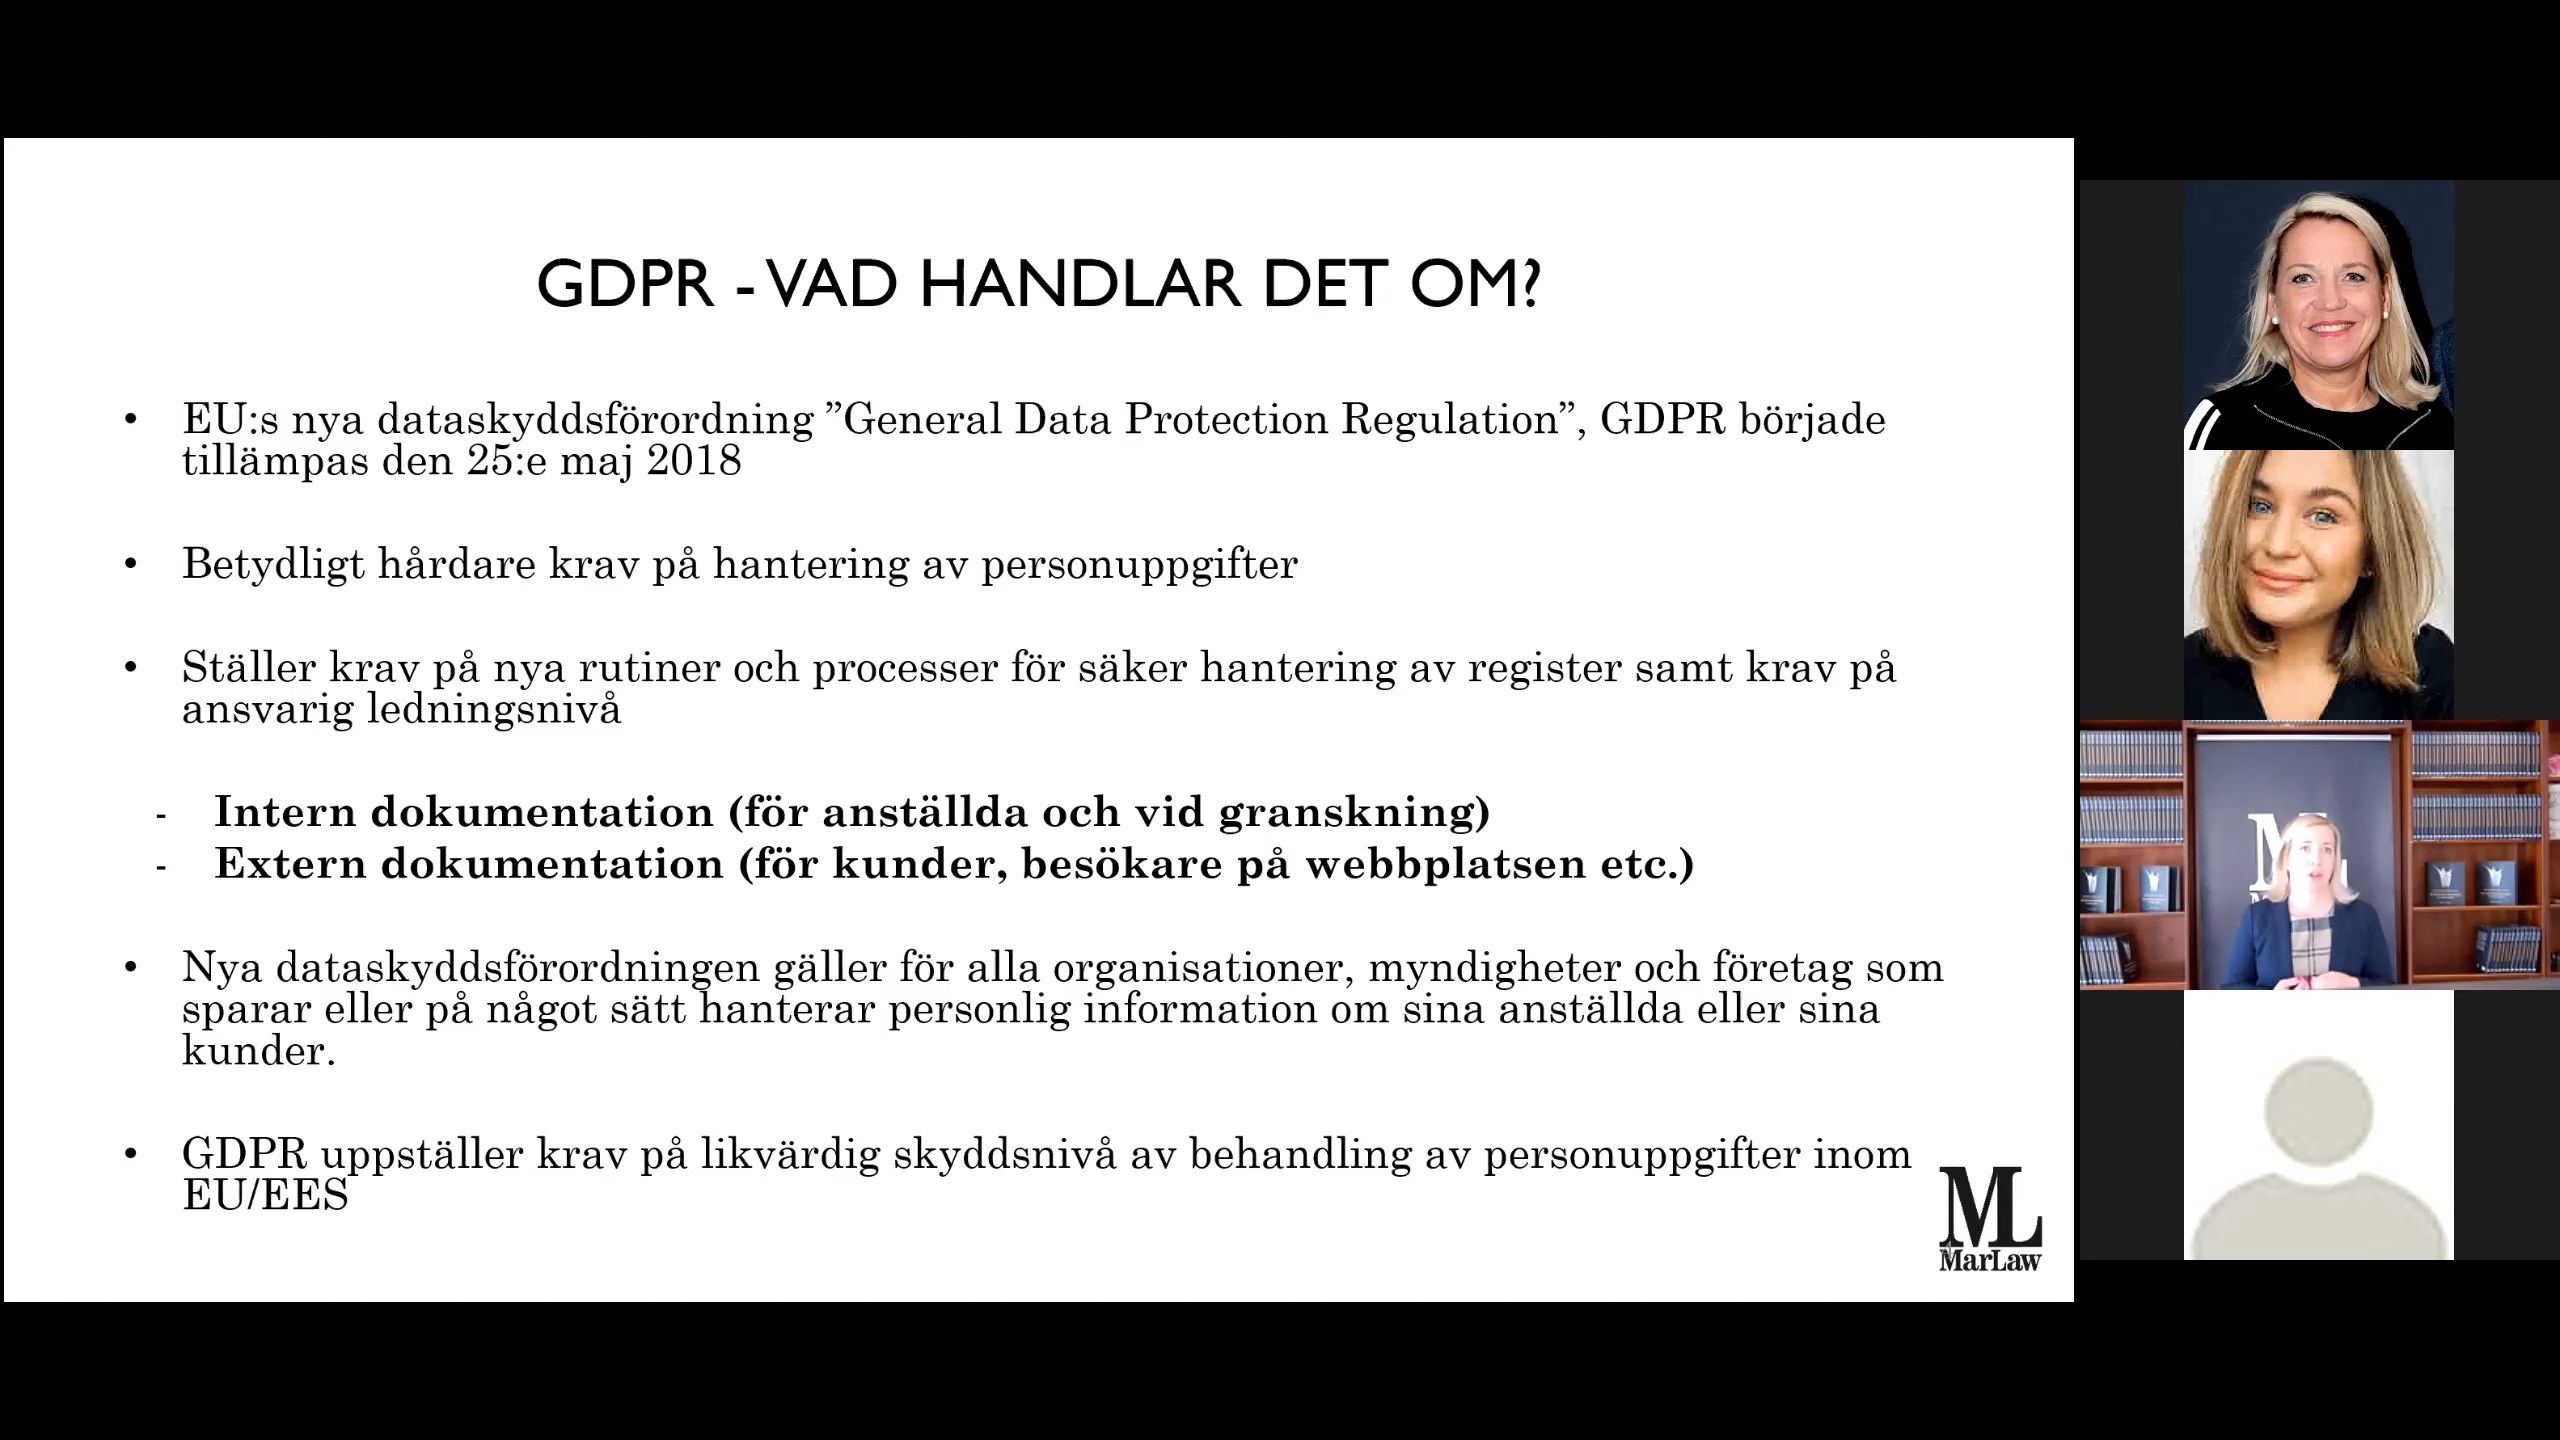 GDPR - VAD HANDLAR DET OM?
• EU:s nya dataskyddsförordning ”General Data Protection Regulation”, GDPR började
tillämpas den 25:e maj 2018
• Betydligt hårdare krav på hantering av personuppgifter
• Ställer krav på nya rutiner och processer för säker hantering av register samt krav på
ansvarig ledningsnivå
- Intern dokumentation (för anställda och vid granskning)
- Extern dokumentation (för kunder, besökare på webbplatsen etc.)
• Nya dataskyddsförordningen gäller för alla organisationer, myndigheter och företag som
sparar eller på något sätt hanterar personlig information om sina anställda eller sina
kunder.
• GDPR uppställer krav på likvärdig skyddsnivå av behandling av personuppgifter inom
EU/EES
ML
MarLaw